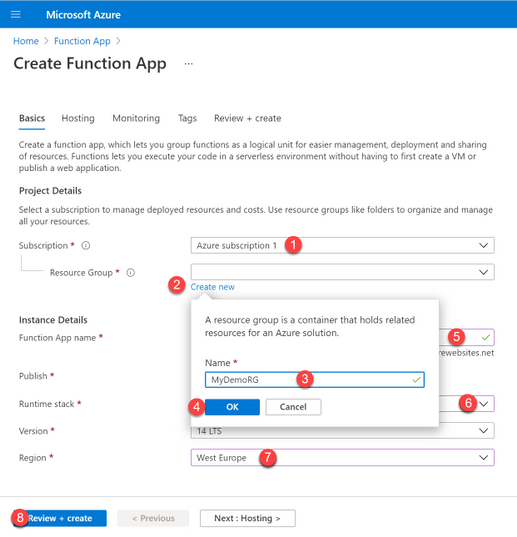 Microsoft Azure
Home > Function App >
Create Function App ...
Basics Hosting Monitoring Tags Review + create
Create a function app, which lets you group functions as a logical unit for easier management, deployment and sharing
of resources. Functions lets you execute your code in a serverless environment without having to first create a VM or
publish a web application.
Project Details
Select a subscription to manage deployed resources and costs. Use resource groups like folders to organize and manage
all your resources.
Subscription * Azure subscription 1 1
Resource Group *
2 Create new
A resource group is a container that holds related
resources for an Azure solution.
Name *
MyDemoRG 3
4 OK Cancel
Instance Details
Function App name * 5
rewebsites.net
Publish *
Runtime stack * 6
Version * 14 LTS
Region * West Europe 7
8 Review + create < Previous Next : Hosting >